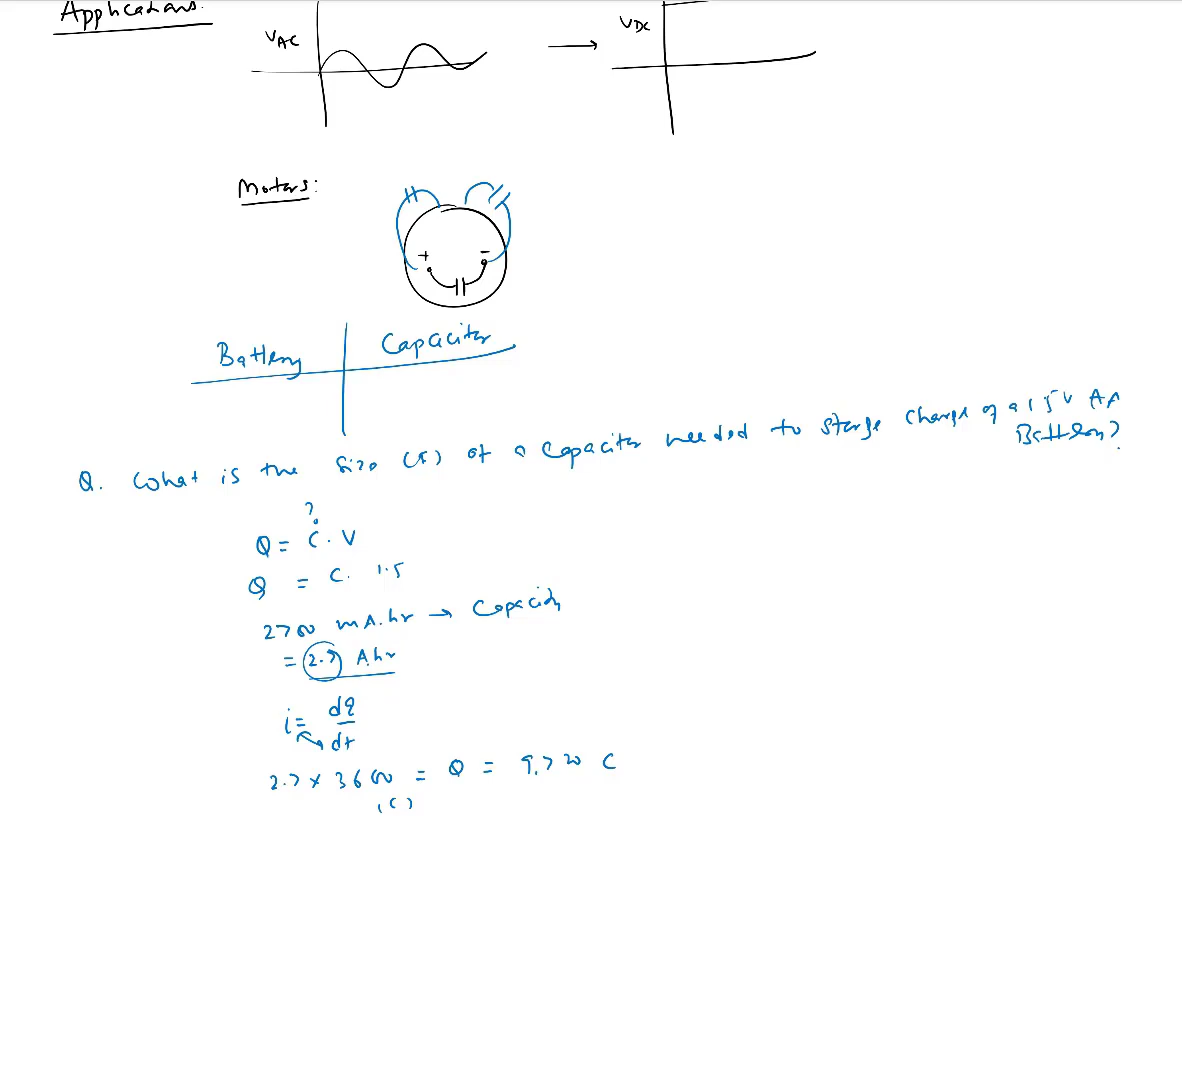 Applications.
VAC
VDC
Motors:
+ -
Battery Capacitor
Q. What is the size (F) of a capacitor needed to storge charge of a 1.5V AA
Battery?
?
Q = C. V
Q = C. 1.5
2700 mA.hr → Capacity
= 2.7 A.hr
i = dq
dt
2.7 × 3600 = Q = 9,720 C
(C)